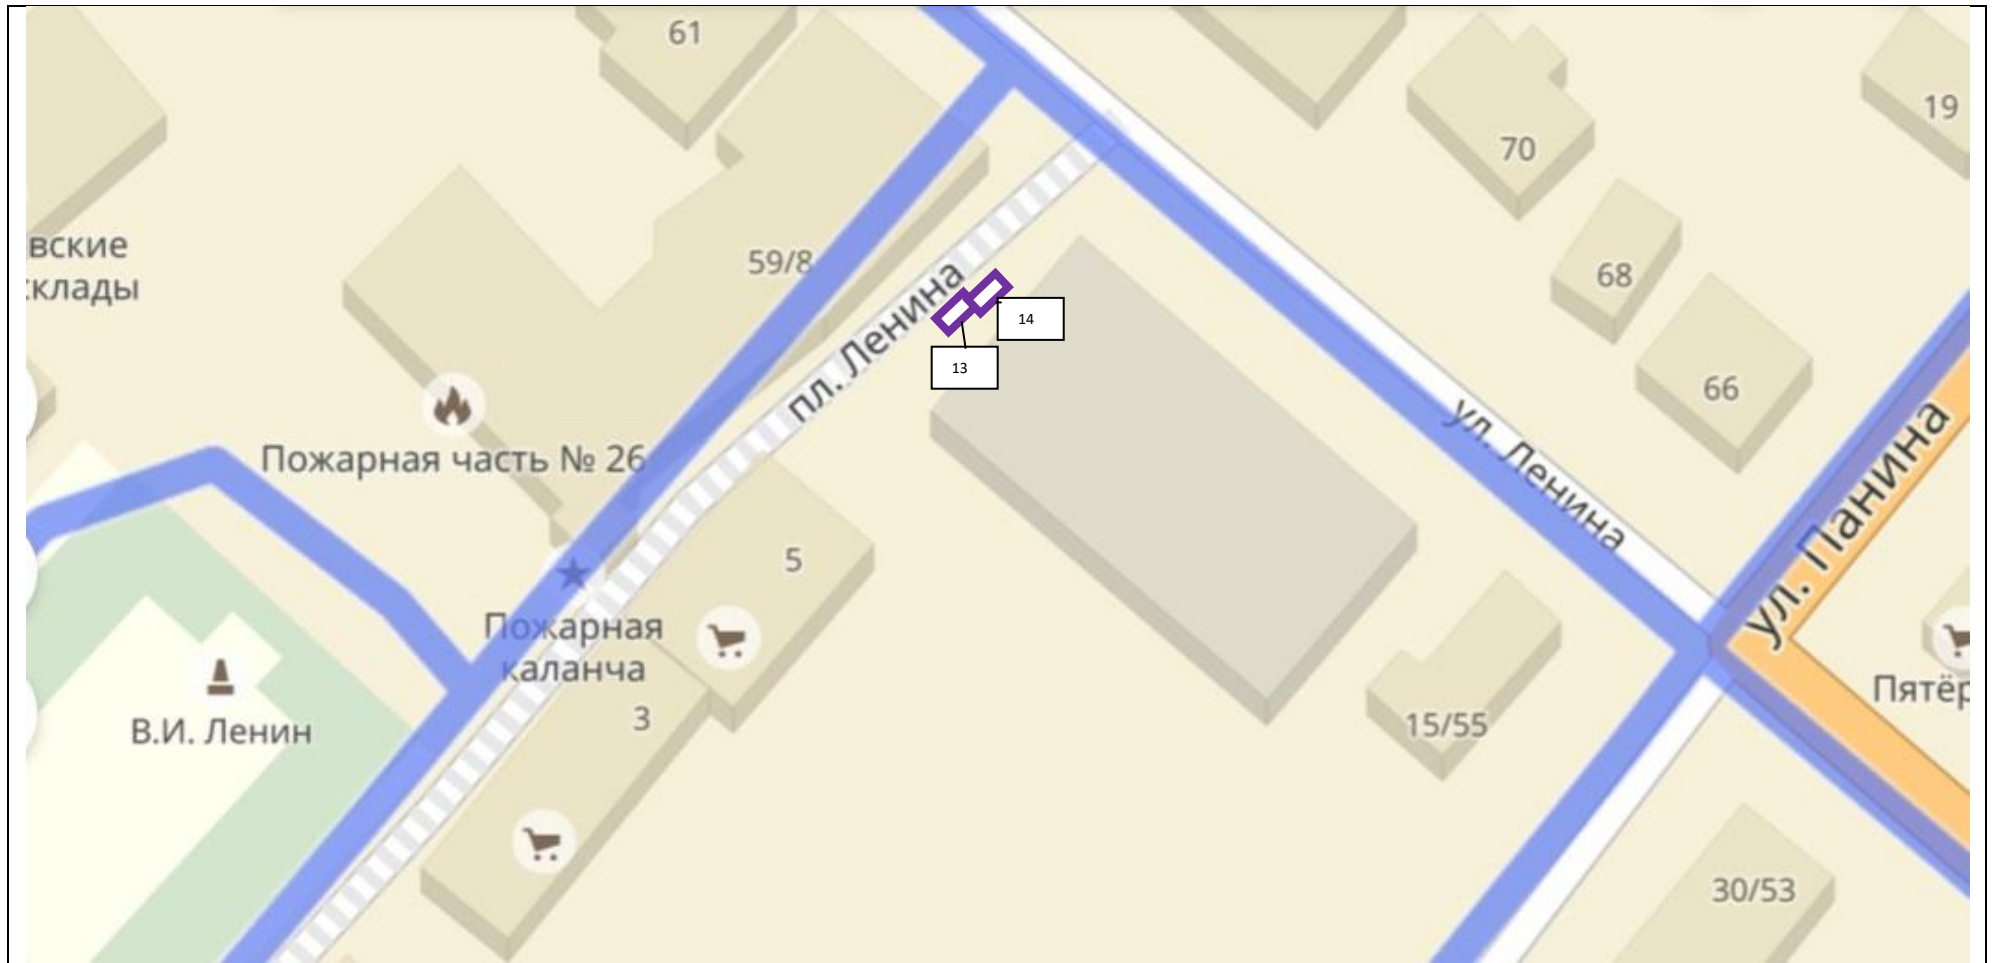 61
19
70
вские
склады
59/8
68
14
13
66
пл. Ленина
ул. Ленина
ул. Панина
Пожарная часть № 26
5
Пожарная
каланча
Пятёр
3
15/55
В.И. Ленин
30/53